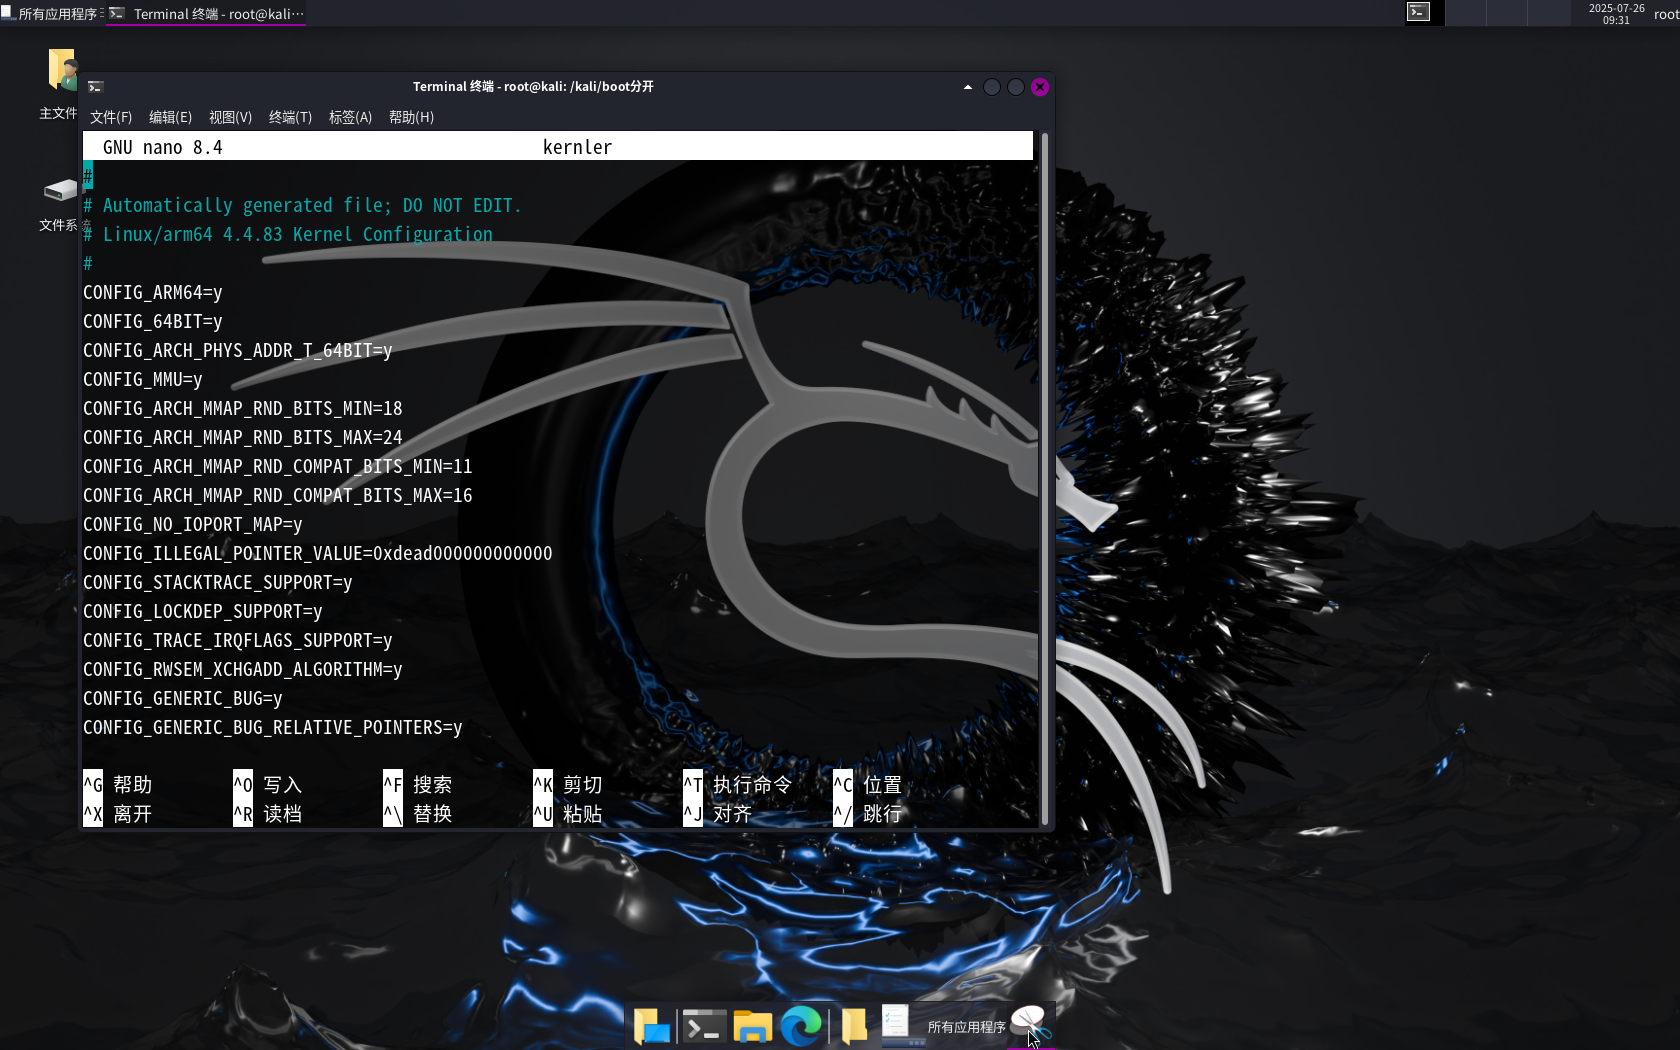 所有应用程序
Terminal 终端 - root@kali···
2025-07-26
09:31
root
主文件
文件系统
Terminal 终端 - root@kali: /kali/boot分开
文件(F) 编辑(E) 视图(V) 终端(T) 标签(A) 帮助(H)
GNU nano 8.4 kernler
#
# Automatically generated file; DO NOT EDIT.
# Linux/arm64 4.4.83 Kernel Configuration
#
CONFIG_ARM64=y
CONFIG_64BIT=y
CONFIG_ARCH_PHYS_ADDR_T_64BIT=y
CONFIG_MMU=y
CONFIG_ARCH_MMAP_RND_BITS_MIN=18
CONFIG_ARCH_MMAP_RND_BITS_MAX=24
CONFIG_ARCH_MMAP_RND_COMPAT_BITS_MIN=11
CONFIG_ARCH_MMAP_RND_COMPAT_BITS_MAX=16
CONFIG_NO_IOPORT_MAP=y
CONFIG_ILLEGAL_POINTER_VALUE=0xdead000000000000
CONFIG_STACKTRACE_SUPPORT=y
CONFIG_LOCKDEP_SUPPORT=y
CONFIG_TRACE_IRQFLAGS_SUPPORT=y
CONFIG_RWSEM_XCHGADD_ALGORITHM=y
CONFIG_GENERIC_BUG=y
CONFIG_GENERIC_BUG_RELATIVE_POINTERS=y
^G 帮助 ^O 写入 ^F 搜索 ^K 剪切 ^T 执行命令 ^C 位置
^X 离开 ^R 读档 ^\ 替换 ^U 粘贴 ^J 对齐 ^/ 跳行
所有应用程序